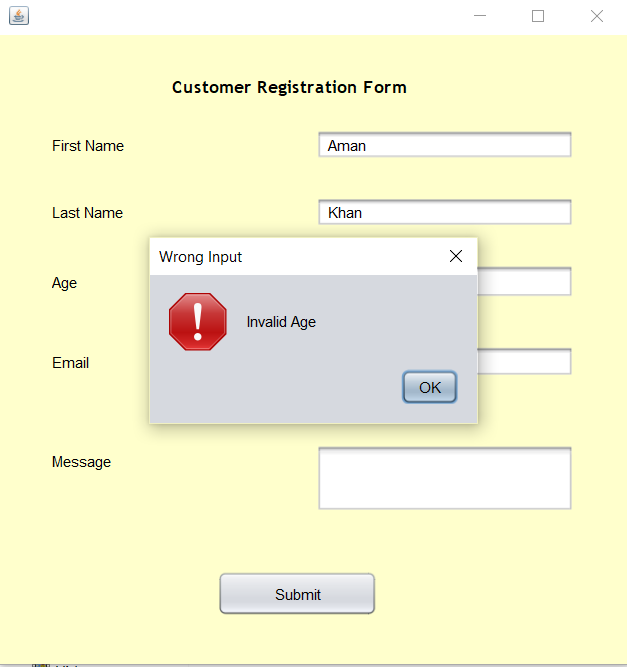 Customer Registration Form
First Name Aman
Last Name Khan
Wrong Input
Age
Invalid Age
Email
OK
Message
Submit